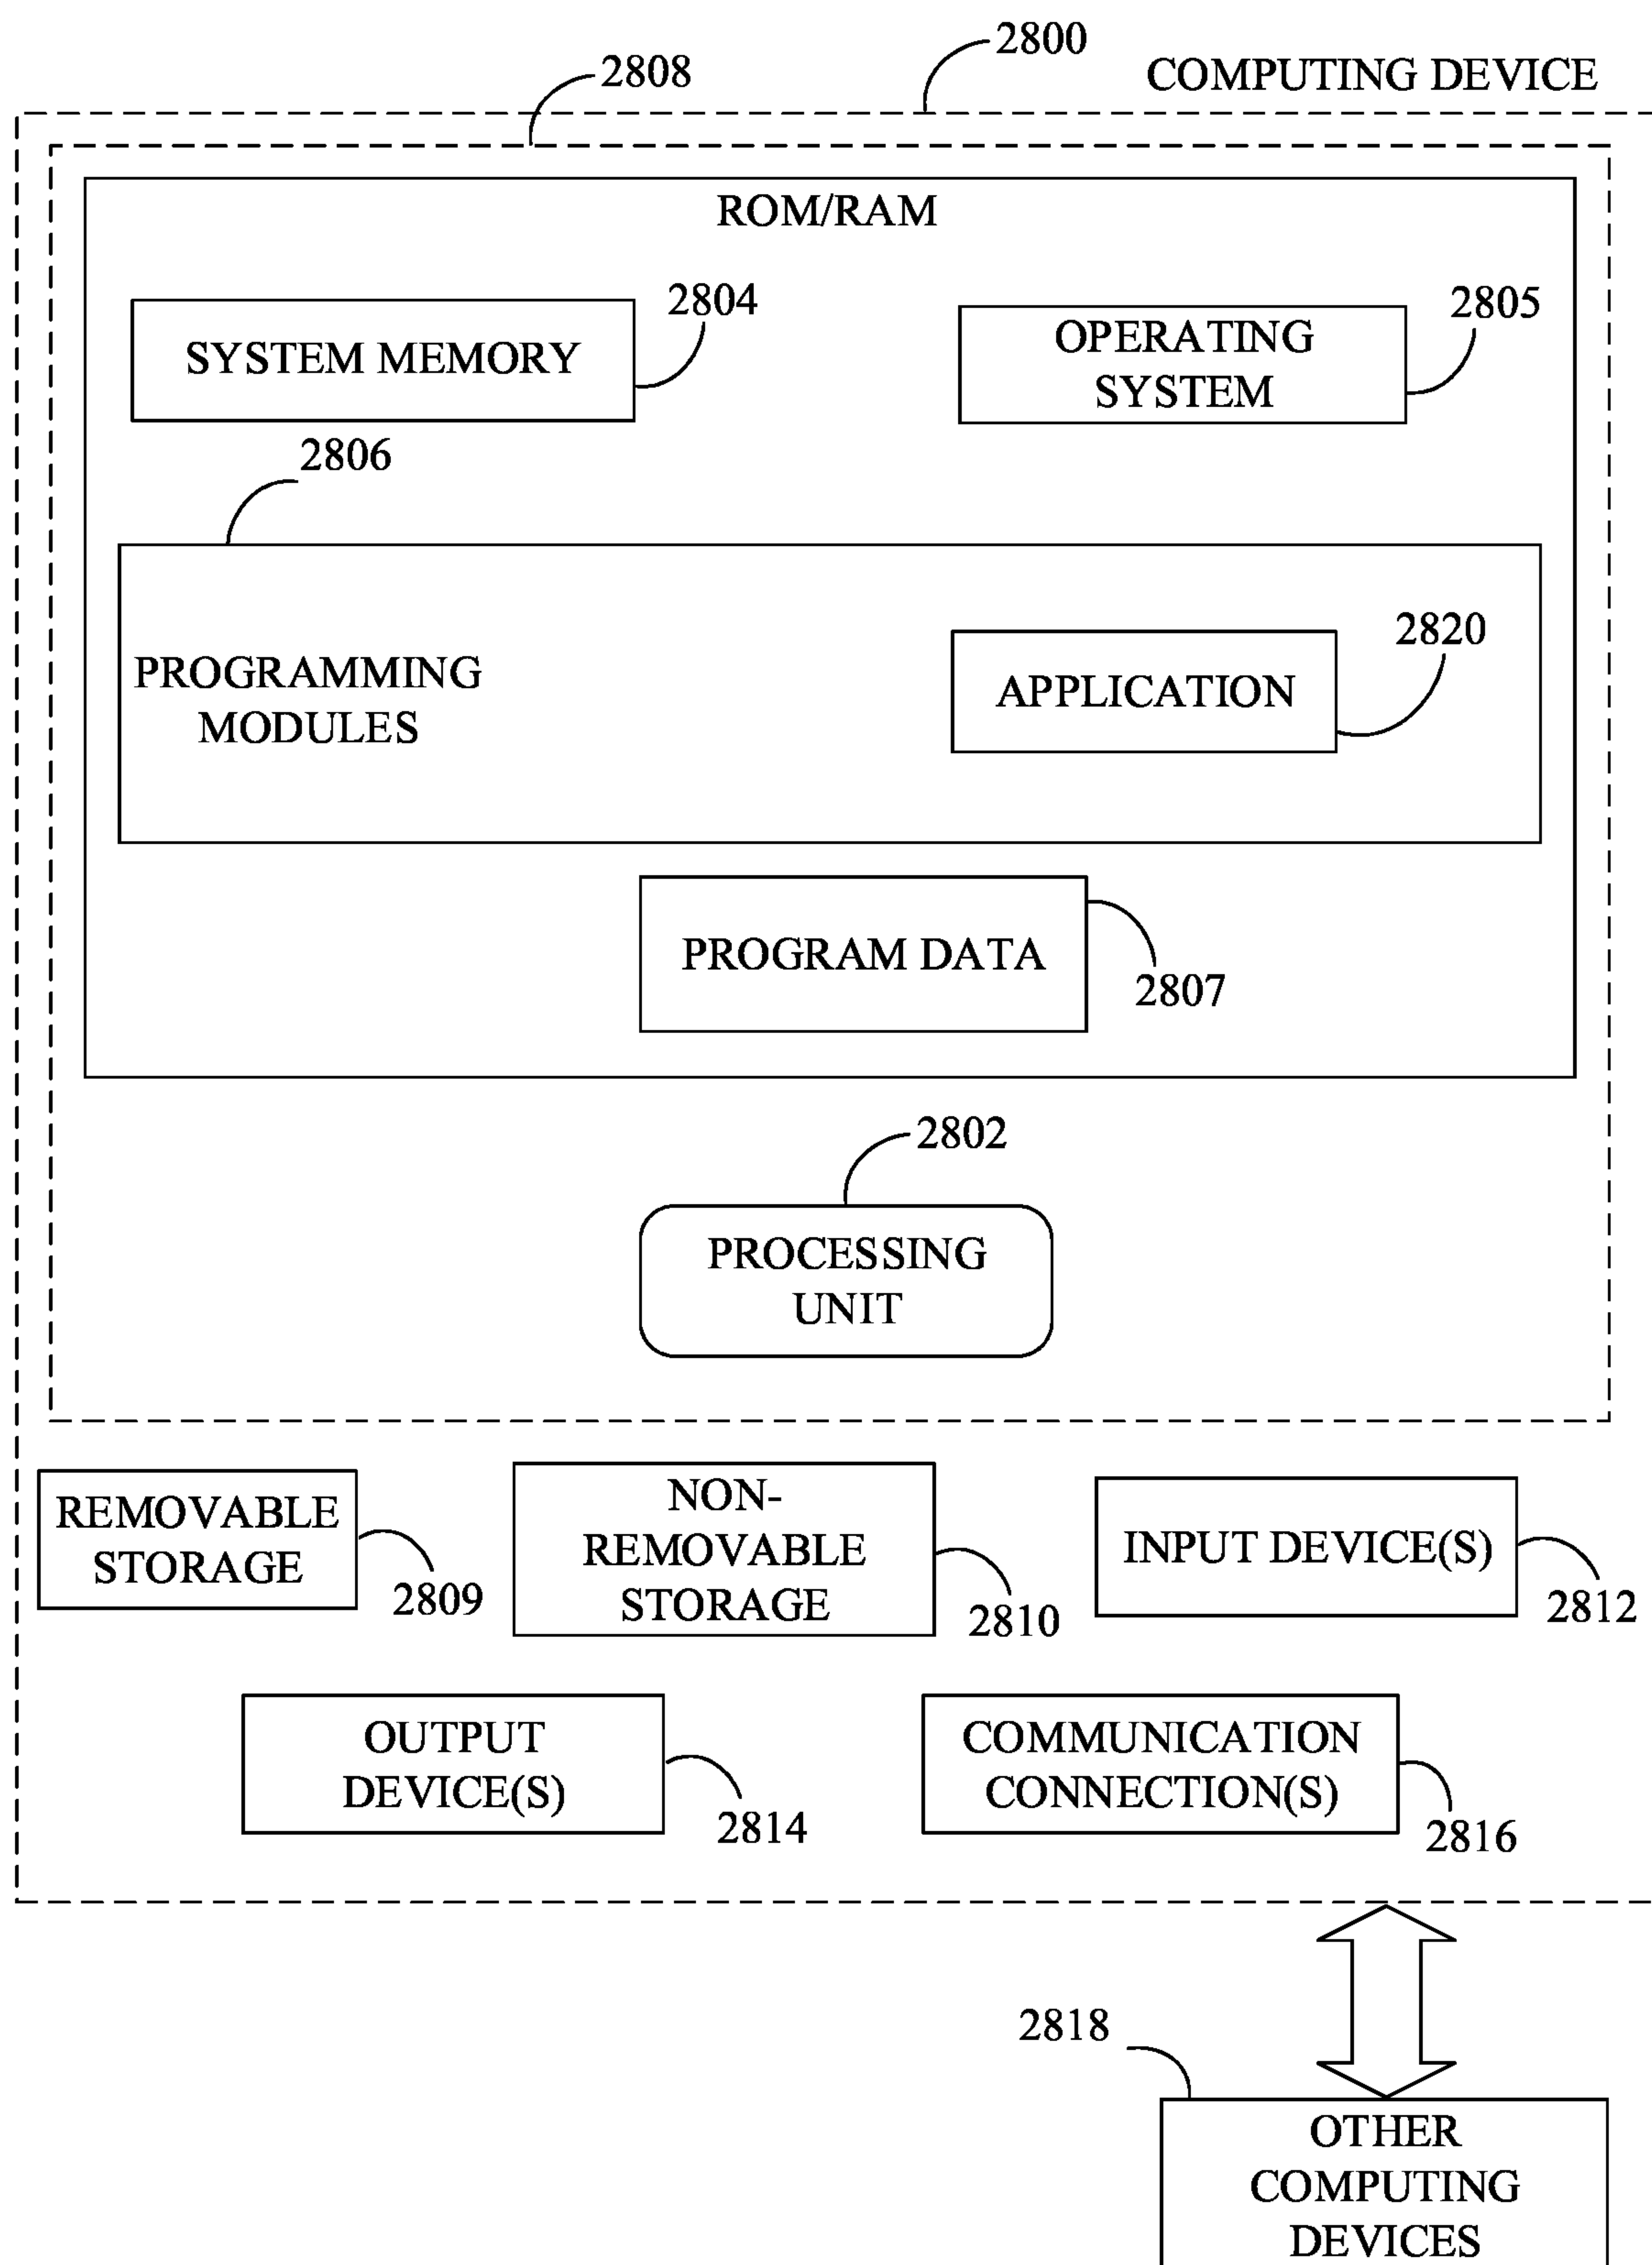 2800
2808
COMPUTING DEVICE
ROM/RAM
2804
2805
SYSTEM MEMORY
OPERATING
SYSTEM
2806
2820
PROGRAMMING
MODULES
APPLICATION
PROGRAM DATA
2807
2802
PROCESSING
UNIT
REMOVABLE
STORAGE
2809
NON-
REMOVABLE
STORAGE
2810
INPUT DEVICE(S)
2812
OUTPUT
DEVICE(S)
2814
COMMUNICATION
CONNECTION(S)
2816
2818
OTHER
COMPUTING
DEVICES